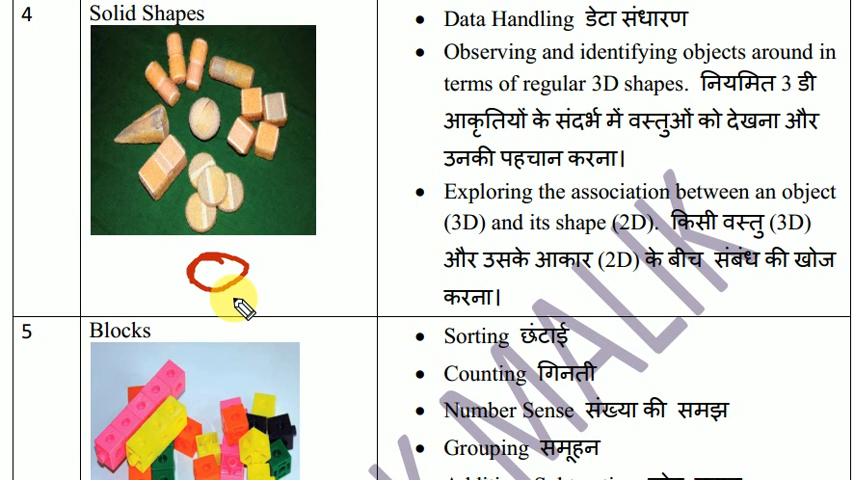 4
Solid Shapes
Data Handling डेटा संधारण
Observing and identifying objects around in
terms of regular 3D shapes. नियमित 3 डी
आकृतियों के संदर्भ में वस्तुओं को देखना और
उनकी पहचान करना।
Exploring the association between an object
(3D) and its shape (2D). किसी वस्तु (3D)
और उसके आकार (2D) के बीच संबंध की खोज
करना।
5
Blocks
Sorting छंटाई
Counting गिनती
Number Sense संख्या की समझ
Grouping समूहन
MALIK